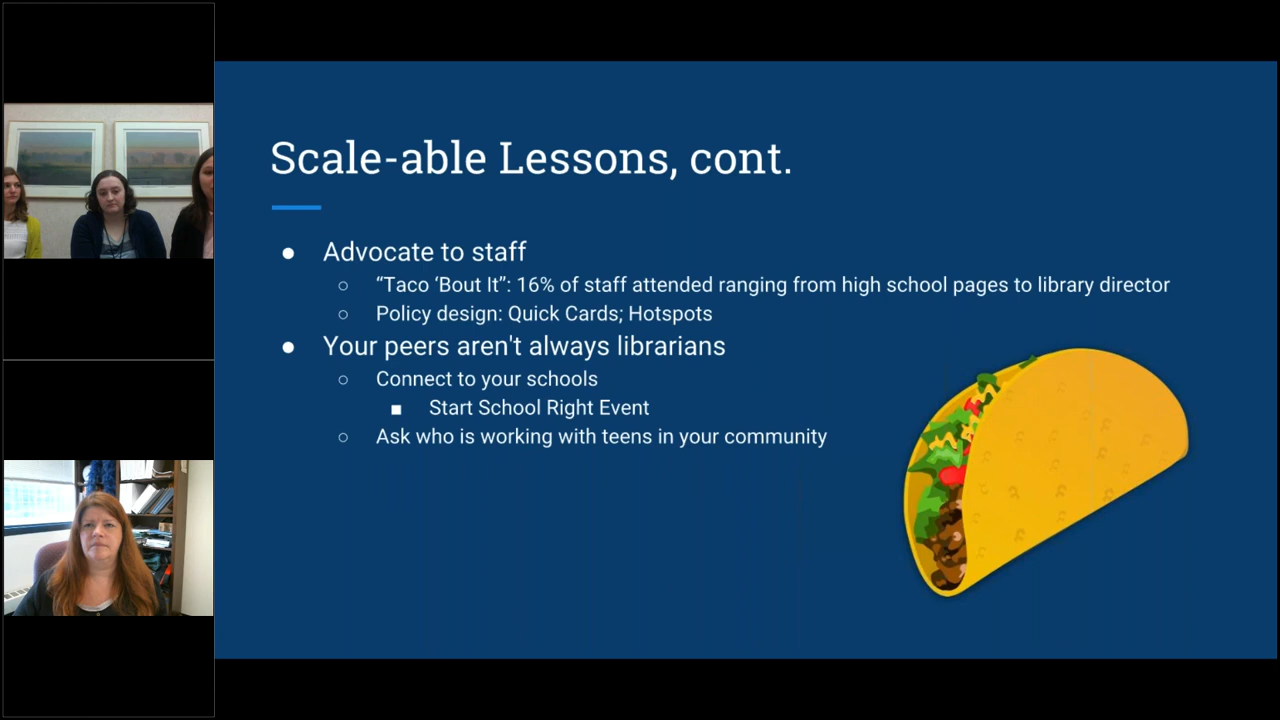 Scale-able Lessons, cont.
● Advocate to staff
○ “Taco ‘Bout It”: 16% of staff attended ranging from high school pages to library director
○ Policy design: Quick Cards; Hotspots
● Your peers aren't always librarians
○ Connect to your schools
■ Start School Right Event
○ Ask who is working with teens in your community